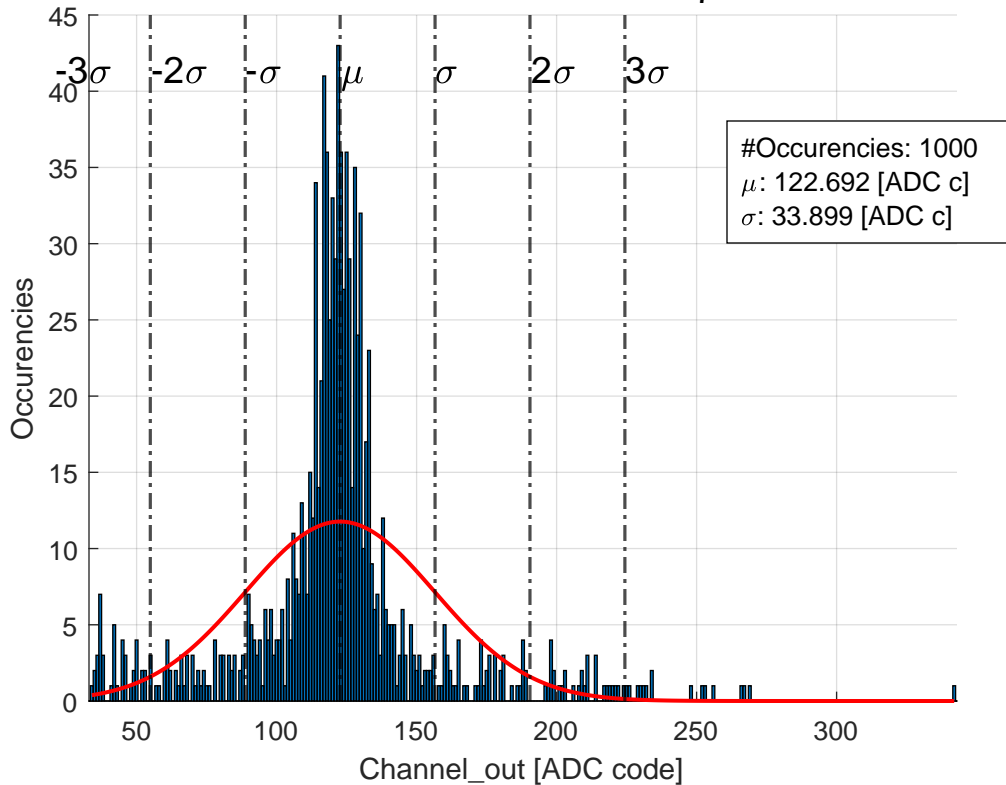 45
40
35
30
25
20
15
10
5
0
-3σ -2σ -σ μ σ 2σ 3σ
#Occurencies: 1000
μ: 122.692 [ADC c]
σ: 33.899 [ADC c]
Occurencies
50 100 150 200 250 300
Channel_out [ADC code]